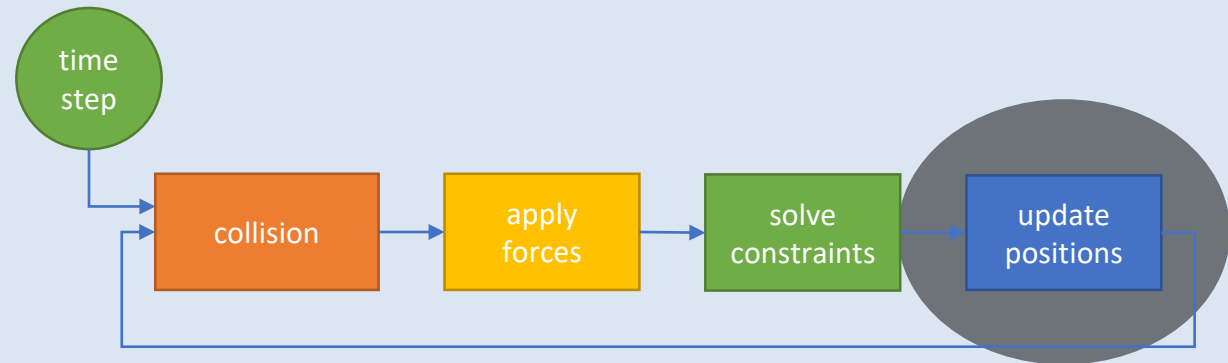 time
step
collision
apply
forces
solve
constraints
update
positions